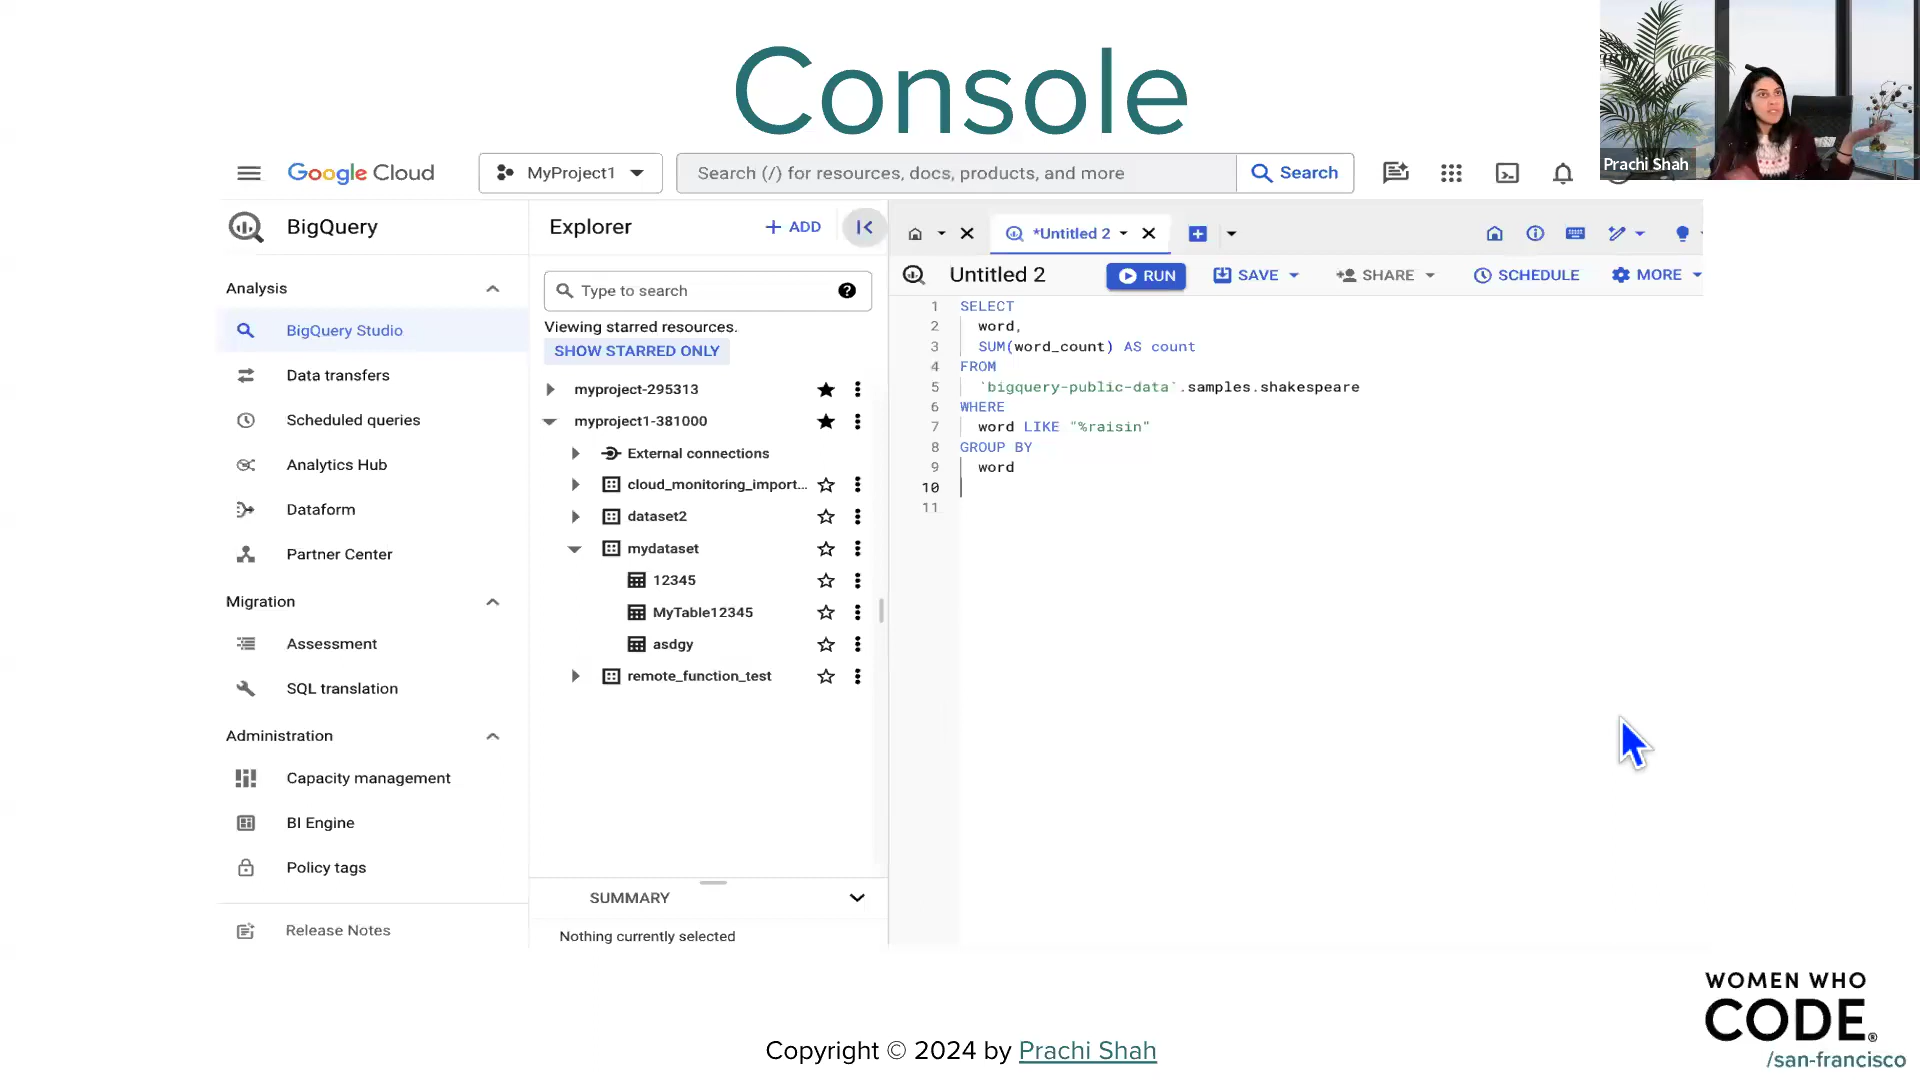 Console
Prachi Shah
Google Cloud
MyProject1
Search (/) for resources, docs, products, and more
Search
BigQuery
Analysis
BigQuery Studio
Data transfers
Scheduled queries
Analytics Hub
Dataform
Partner Center
Migration
Assessment
SQL translation
Administration
Capacity management
BI Engine
Policy tags
Release Notes
Explorer
+ ADD
Type to search
Viewing starred resources.
SHOW STARRED ONLY
myproject-295313
myproject1-381000
External connections
cloud_monitoring_import...
dataset2
mydataset
12345
MyTable12345
asdgy
remote_function_test
SUMMARY
Nothing currently selected
*Untitled 2
Untitled 2
RUN
SAVE
SHARE
SCHEDULE
MORE
1 SELECT
2 word,
3 SUM(word_count) AS count
4 FROM
5 `bigquery-public-data`.samples.shakespeare
6 WHERE
7 word LIKE "%raisin"
8 GROUP BY
9 word
10
11
WOMEN WHO
CODE®
/san-francisco
Copyright © 2024 by Prachi Shah